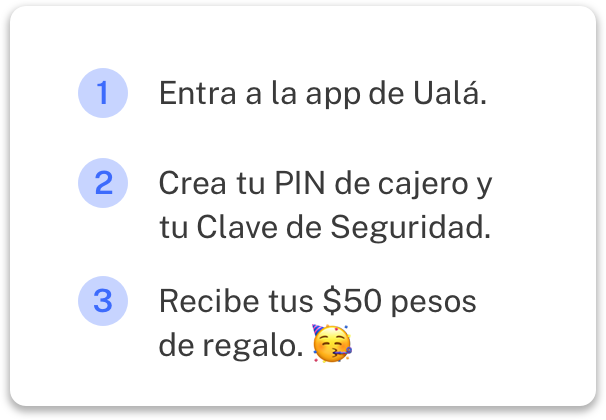 1 Entra a la app de Ualá.
2 Crea tu PIN de cajero y
tu Clave de Seguridad.
3 Recibe tus $50 pesos
de regalo. 🥳